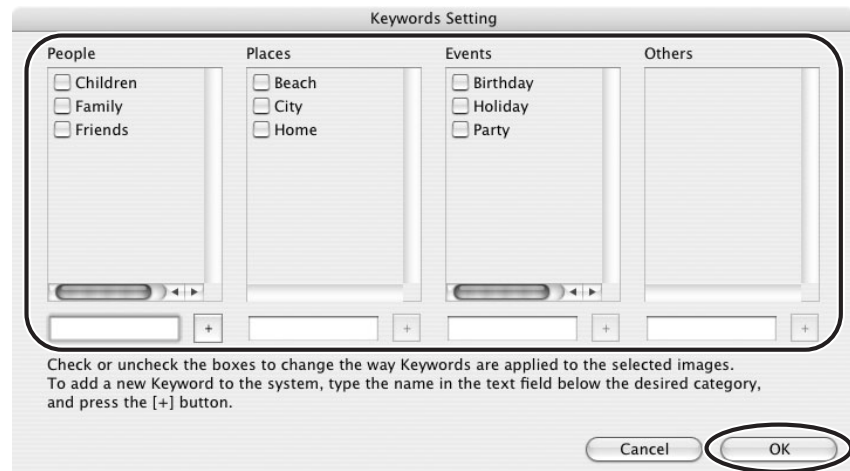 Keywords Setting
People Places Events Others
Children Beach Birthday
Family City Holiday
Friends Home Party
+ + + +
Check or uncheck the boxes to change the way Keywords are applied to the selected images.
To add a new Keyword to the system, type the name in the text field below the desired category,
and press the [+] button.
Cancel OK